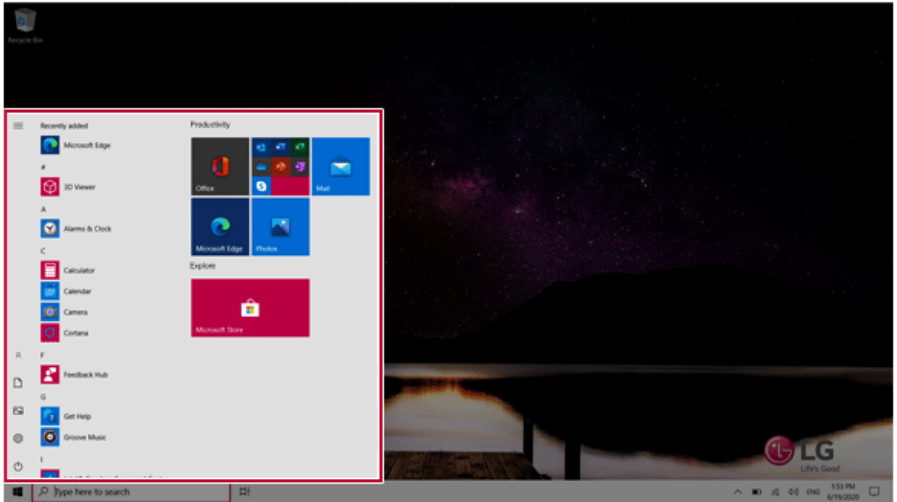 Recycle Bin
Recently added
Microsoft Edge
#
3D Viewer
A
Alarms & Clock
C
Calculator
Calendar
Camera
Cortana
F
Feedback Hub
G
Get Help
Groove Music
I
Productivity
Office
Mail
Microsoft Edge
Photos
Explore
Microsoft Store
LG
Life's Good
Type here to search
ENG
1:53 PM
6/19/2020